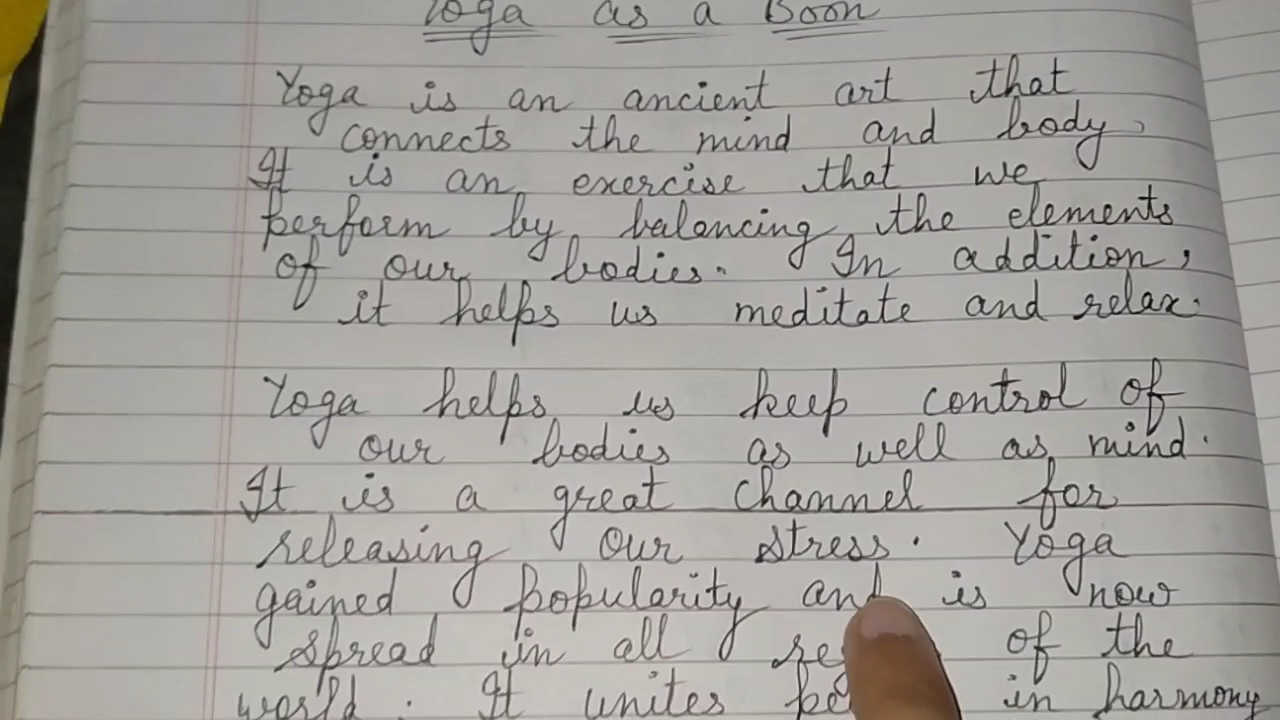 Yoga as a Boon
Yoga is an ancient art that
connects the mind and body,
It is an exercise that we
perform by balancing the elements
of our bodies. In addition,
it helps us meditate and relax.
Yoga helps us keep control of
our bodies as well as mind.
It is a great channel for
releasing our stress. Yoga
gained popularity and is now
spread in all of the
world. It unites in harmony